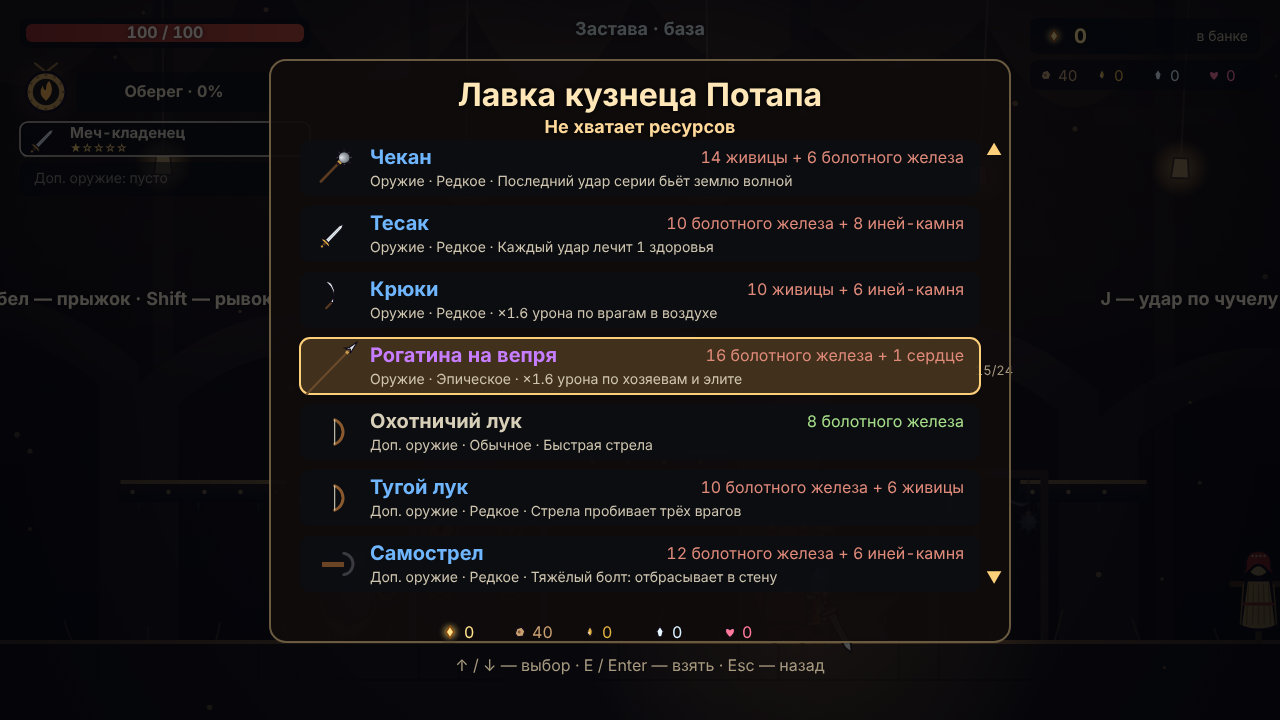 100 / 100
Застава · база
0 в банке
40 0 0 0
Оберег · 0%
Меч-кладенец
★☆☆☆☆
Доп. оружие: пусто
Лавка кузнеца Потапа
Не хватает ресурсов
Чекан 14 живицы + 6 болотного железа
Оружие · Редкое · Последний удар серии бьёт землю волной
Тесак 10 болотного железа + 8 иней-камня
Оружие · Редкое · Каждый удар лечит 1 здоровья
Крюки 10 живицы + 6 иней-камня
Оружие · Редкое · ×1.6 урона по врагам в воздухе
бел — прыжок · Shift — рывок
J — удар по чучелу
Рогатина на вепря 16 болотного железа + 1 сердце
Оружие · Эпическое · ×1.6 урона по хозяевам и элите
5/24
Охотничий лук 8 болотного железа
Доп. оружие · Обычное · Быстрая стрела
Тугой лук 10 болотного железа + 6 живицы
Доп. оружие · Редкое · Стрела пробивает трёх врагов
Самострел 12 болотного железа + 6 иней-камня
Доп. оружие · Редкое · Тяжёлый болт: отбрасывает в стену
0 40 0 0 0
↑ / ↓ — выбор · E / Enter — взять · Esc — назад